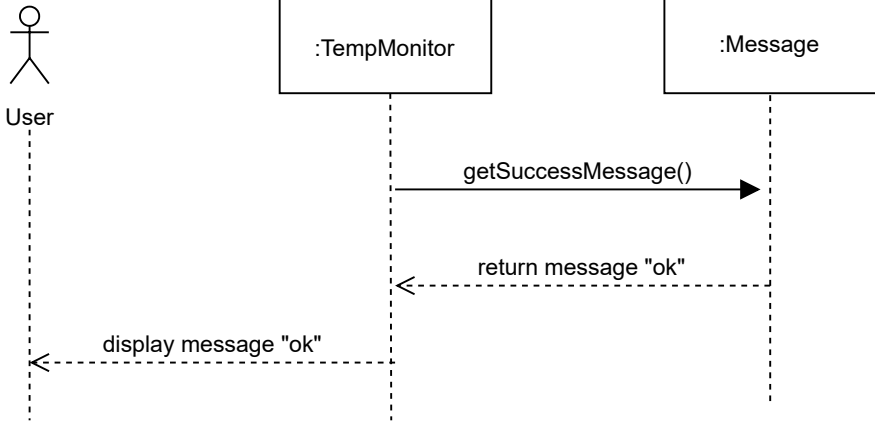 :TempMonitor
:Message
User
getSuccessMessage()
return message "ok"
display message "ok"